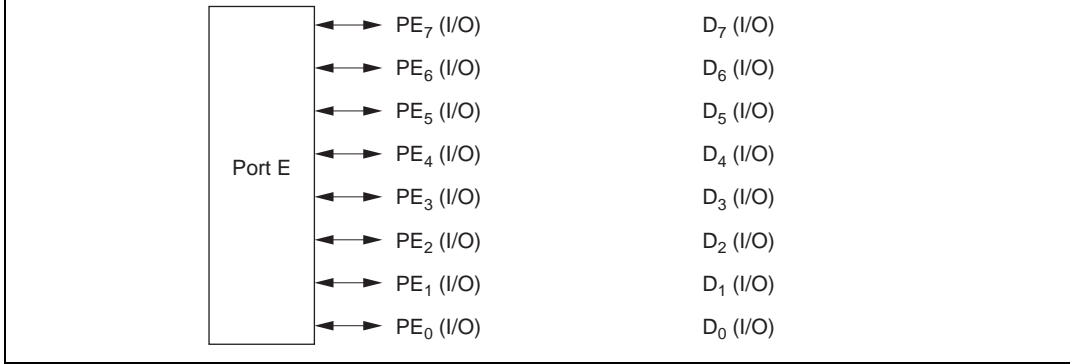 PE7 (I/O) D7 (I/O)
PE6 (I/O) D6 (I/O)
PE5 (I/O) D5 (I/O)
PE4 (I/O) D4 (I/O)
Port E
PE3 (I/O) D3 (I/O)
PE2 (I/O) D2 (I/O)
PE1 (I/O) D1 (I/O)
PE0 (I/O) D0 (I/O)